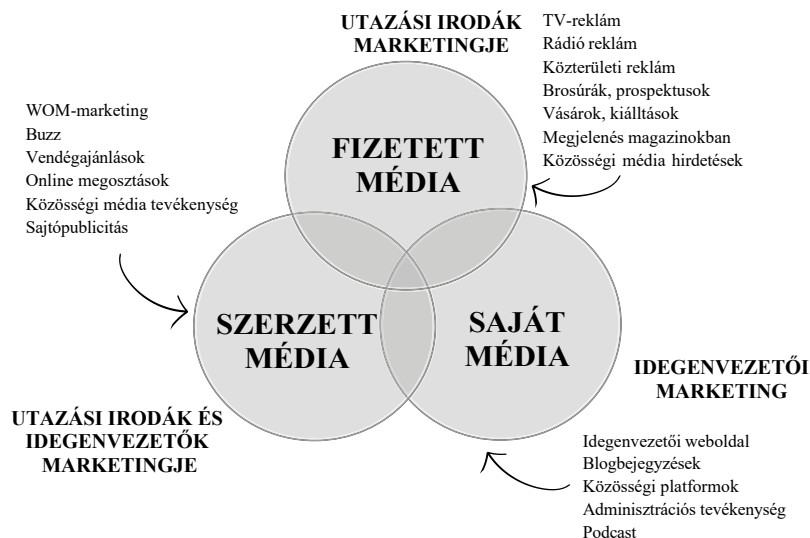 UTAZÁSI IRODÁK
MARKETINGJE
TV-reklám
Rádió reklám
Közterületi reklám
Brosúrák, prospektusok
Vásárok, kiálltások
Megjelenés magazinokban
Közösségi média hirdetések
WOM-marketing
Buzz
Vendégajánlások
Online megosztások
Közösségi média tevékenység
Sajtópublicitás
FIZETETT
MÉDIA
SZERZETT
MÉDIA
SAJÁT
MÉDIA
IDEGENVEZETŐI
MARKETING
UTAZÁSI IRODÁK ÉS
IDEGENVEZETŐK
MARKETINGJE
Idegenvezetői weboldal
Blogbejegyzések
Közösségi platformok
Adminisztrációs tevékenység
Podcast